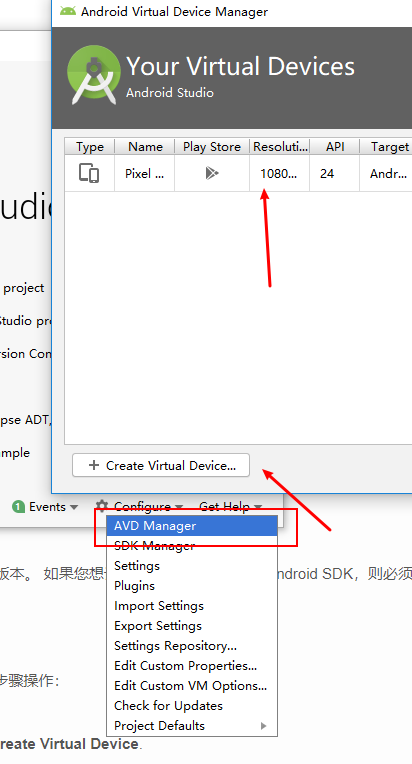 Android Virtual Device Manager
Your Virtual Devices
Android Studio
Type Name Play Store Resoluti... API Target
Pixel ... 1080... 24 Andr...
udio
project
Studio pr
rsion Con
pse ADT,
mple
+ Create Virtual Device...
1 Events Configure Get Help
AVD Manager
SDK Manager
版本。 如果您想 ndroid SDK，则必须
Settings
Plugins
Import Settings
Export Settings
Settings Repository...
Edit Custom Properties...
步骤操作：
Edit Custom VM Options...
Check for Updates
Project Defaults
reate Virtual Device.